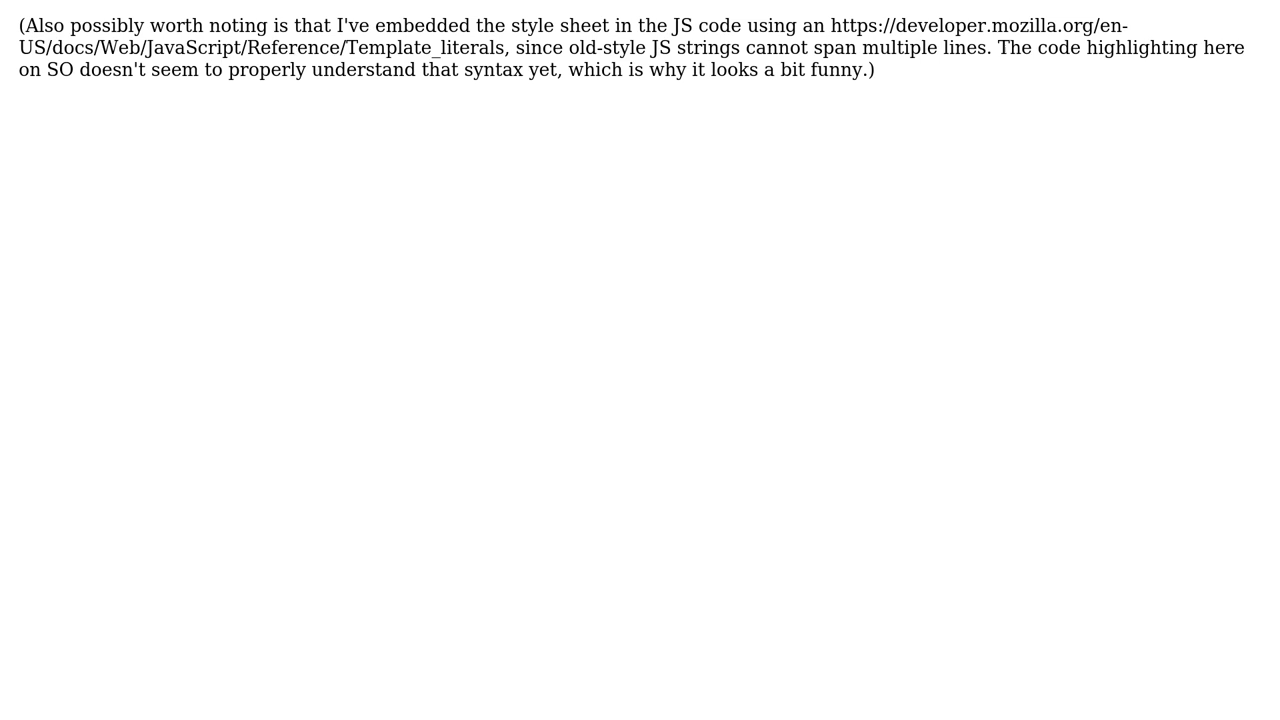 (Also possibly worth noting is that I've embedded the style sheet in the JS code using an https://developer.mozilla.org/en-
US/docs/Web/JavaScript/Reference/Template_literals, since old-style JS strings cannot span multiple lines. The code highlighting here
on SO doesn't seem to properly understand that syntax yet, which is why it looks a bit funny.)